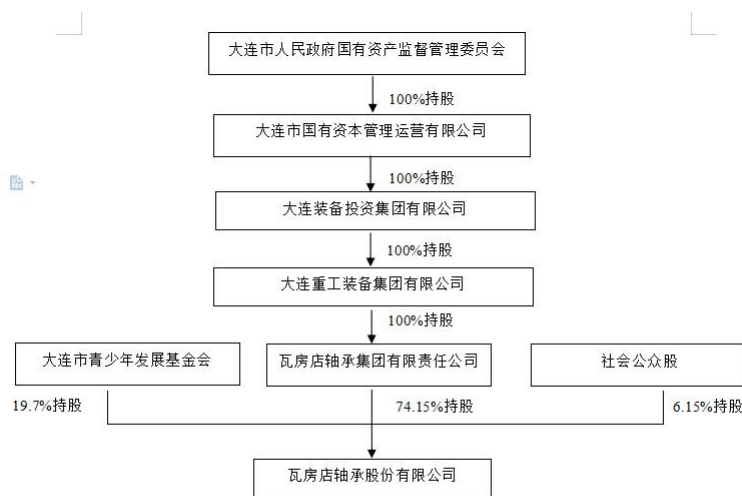 大连市人民政府国有资产监督管理委员会
100%持股
大连市国有资本管理运营有限公司
100%持股
大连装备投资集团有限公司
100%持股
大连重工装备集团有限公司
100%持股
大连市青少年发展基金会
瓦房店轴承集团有限责任公司
社会公众股
19.7%持股
74.15%持股
6.15%持股
瓦房店轴承股份有限公司